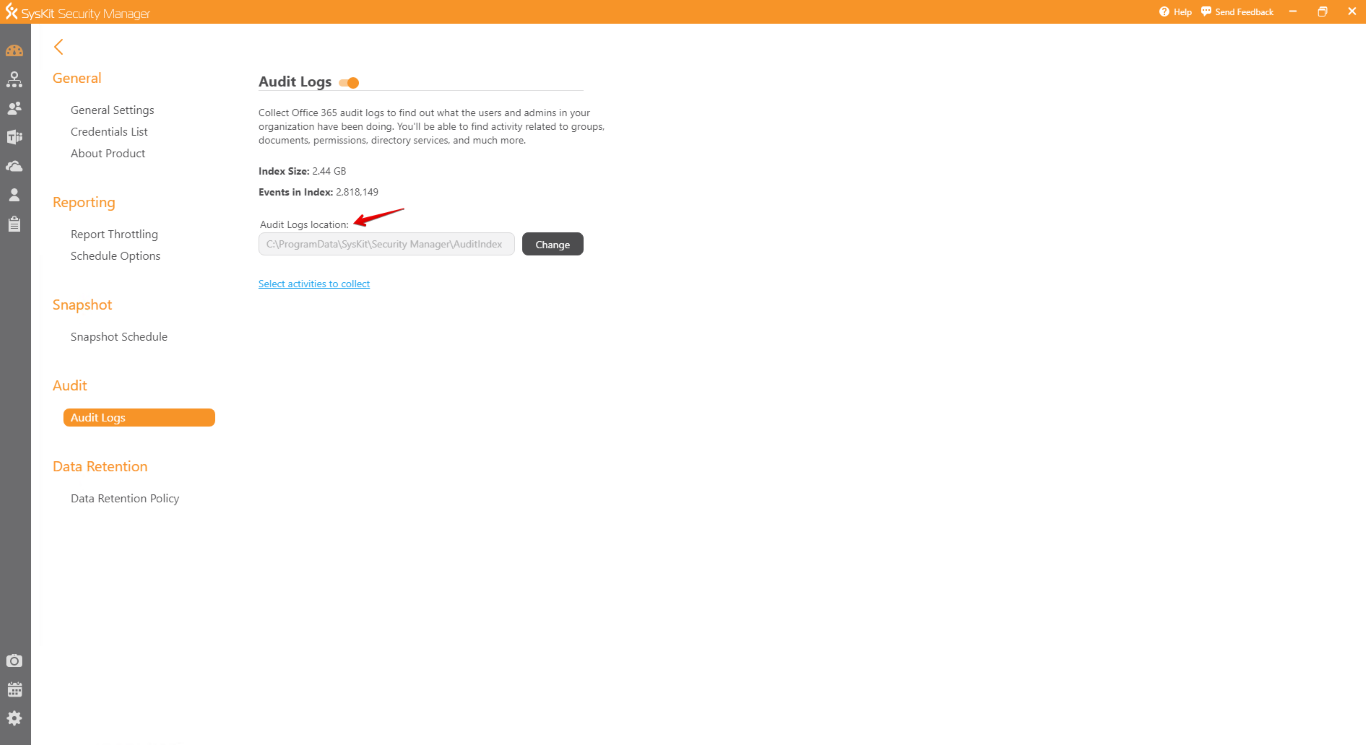 SysKit Security Manager
Help
Send Feedback
General
General Settings
Credentials List
About Product
Reporting
Report Throttling
Schedule Options
Snapshot
Snapshot Schedule
Audit
Audit Logs
Data Retention
Data Retention Policy
Audit Logs
Collect Office 365 audit logs to find out what the users and admins in your
organization have been doing. You'll be able to find activity related to groups,
documents, permissions, directory services, and much more.
Index Size: 2.44 GB
Events in Index: 2,818,149
Audit Logs location:
C:\ProgramData\SysKit\Security Manager\AuditIndex
Change
Select activities to collect